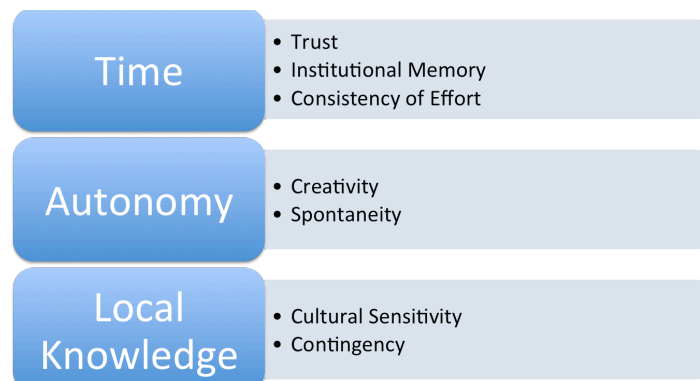 Time
• Trust
• Institutional Memory
• Consistency of Effort
Autonomy
• Creativity
• Spontaneity
Local
Knowledge
• Cultural Sensitivity
• Contingency